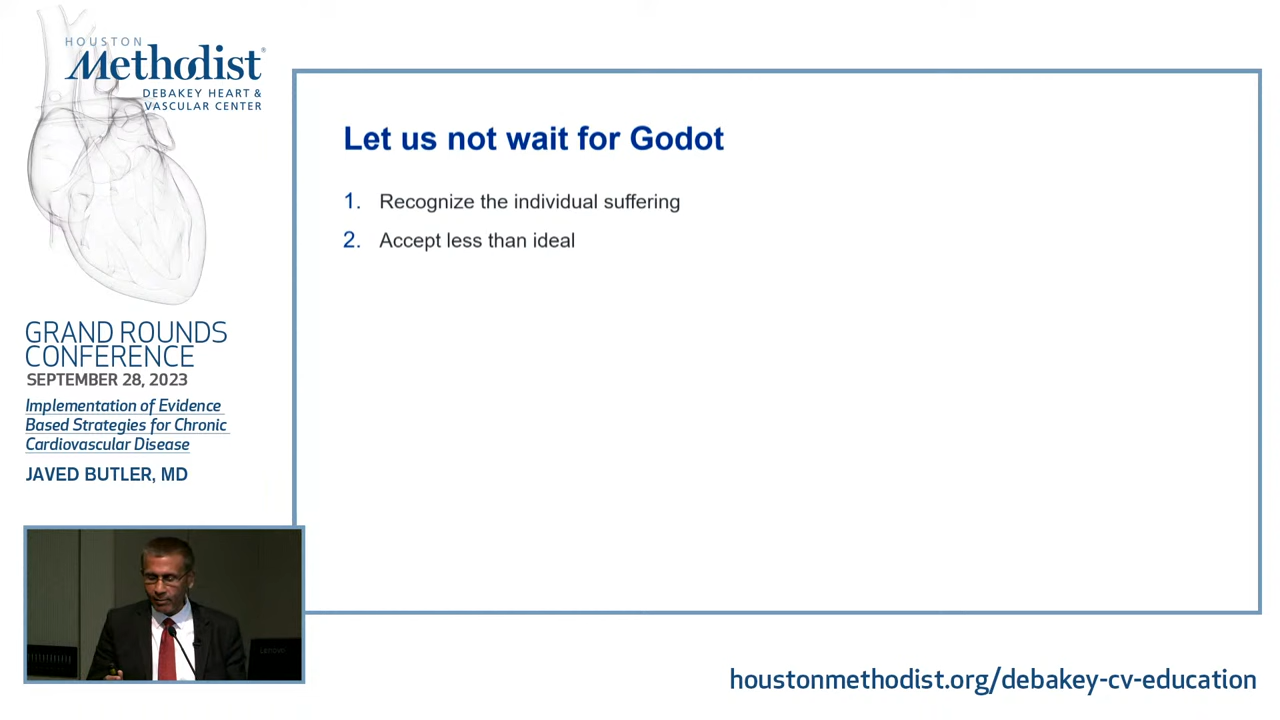 HOUSTON
Methodist®
DEBAKEY HEART &
VASCULAR CENTER
GRAND ROUNDS
CONFERENCE
SEPTEMBER 28, 2023
Implementation of Evidence
Based Strategies for Chronic
Cardiovascular Disease
JAVED BUTLER, MD
Let us not wait for Godot
1. Recognize the individual suffering
2. Accept less than ideal
Lenovo
houstonmethodist.org/debakey-cv-education